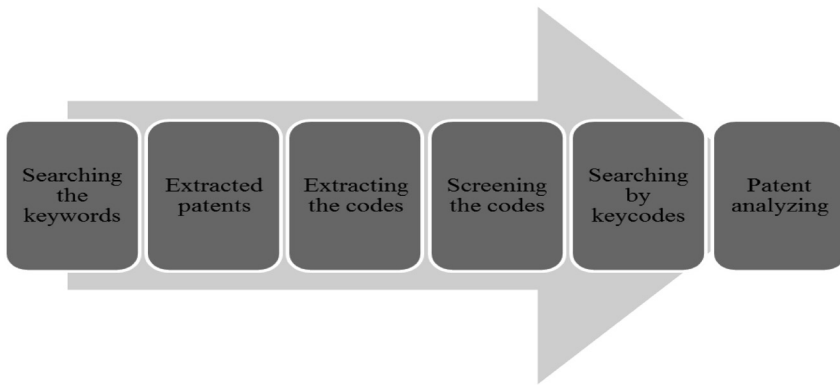 Searching
the
keywords
Extracted
patents
Extracting
the codes
Screening
the codes
Searching
by
keycodes
Patent
analyzing